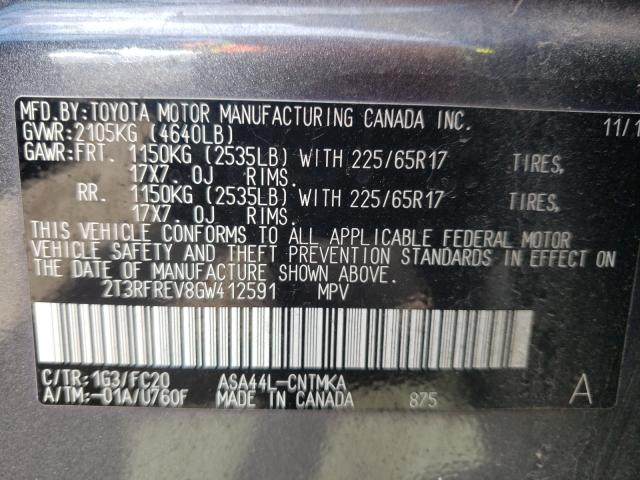 MFD.BY:TOYOTA MOTOR MANUFACTURING CANADA INC. 11/1
GVWR:2105KG (4640LB)
GAWR:FRT. 1150KG (2535LB) WITH 225/65R17 TIRES,
17X7.0J RIMS.
RR. 1150KG (2535LB) WITH 225/65R17 TIRES,
17X7.0J RIMS.
THIS VEHICLE CONFORMS TO ALL APPLICABLE FEDERAL MOTOR
VEHICLE SAFETY AND THEFT PREVENTION STANDARDS IN EFFECT ON
THE DATE OF MANUFACTURE SHOWN ABOVE.
2T3RFREV8GW412591 MPV
C/TR:1G3/FC20 ASA44L-CNTMKA
A/TM:-01A/U760F MADE IN CANADA 875 A